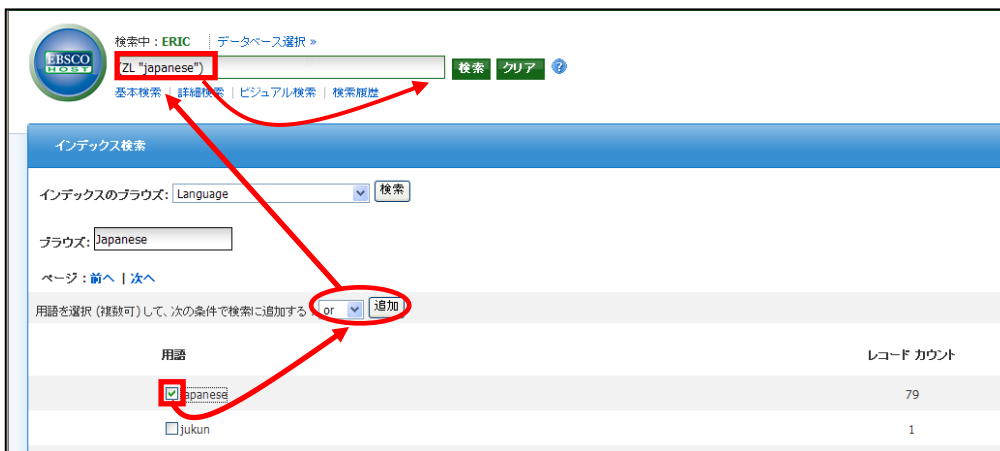 検索中：ERIC データベース選択 »
EBSCO
HOST
(ZL "japanese")
検索 クリア ?
基本検索 | 詳細検索 | ビジュアル検索 | 検索履歴
インデックス検索
インデックスのブラウズ: Language 検索
ブラウズ: Japanese
ページ：前へ | 次へ
用語を選択 (複数可) して、次の条件で検索に追加する： or 追加
用語 レコード カウント
japanese 79
jukun 1